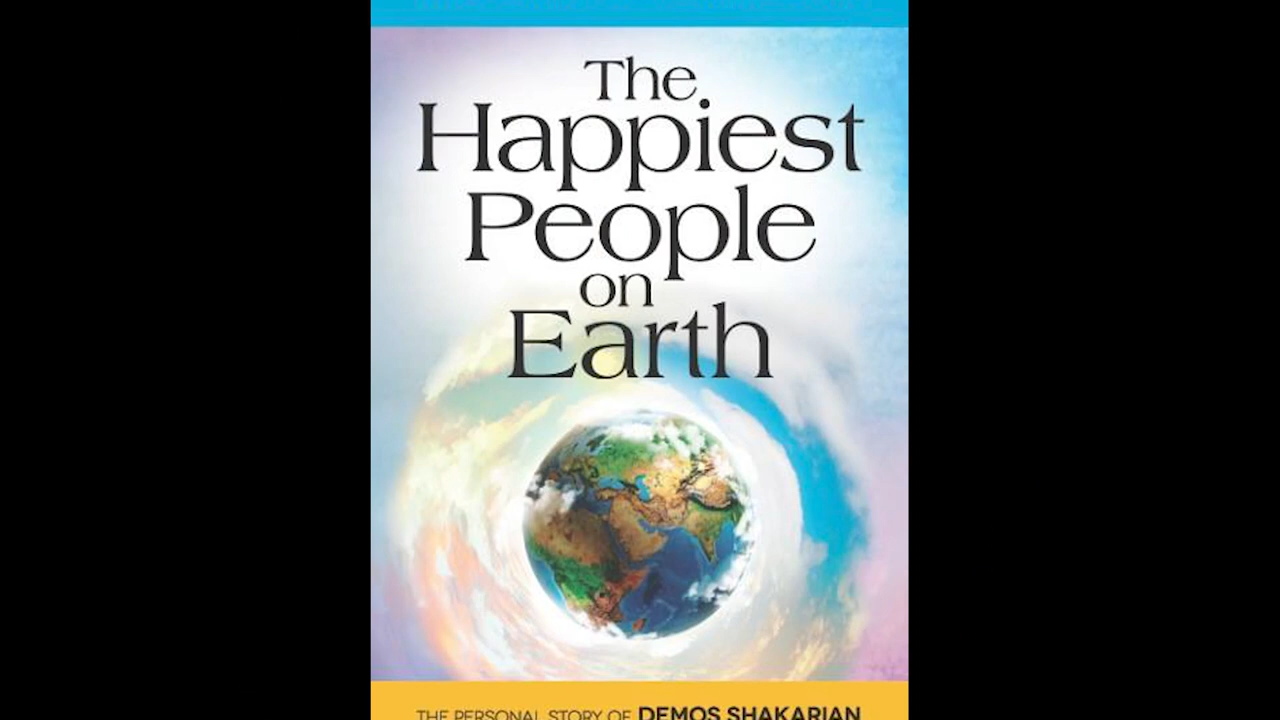 The
Happiest
People
on
Earth
THE PERSONAL STORY OF DEMOS SHAKARIAN